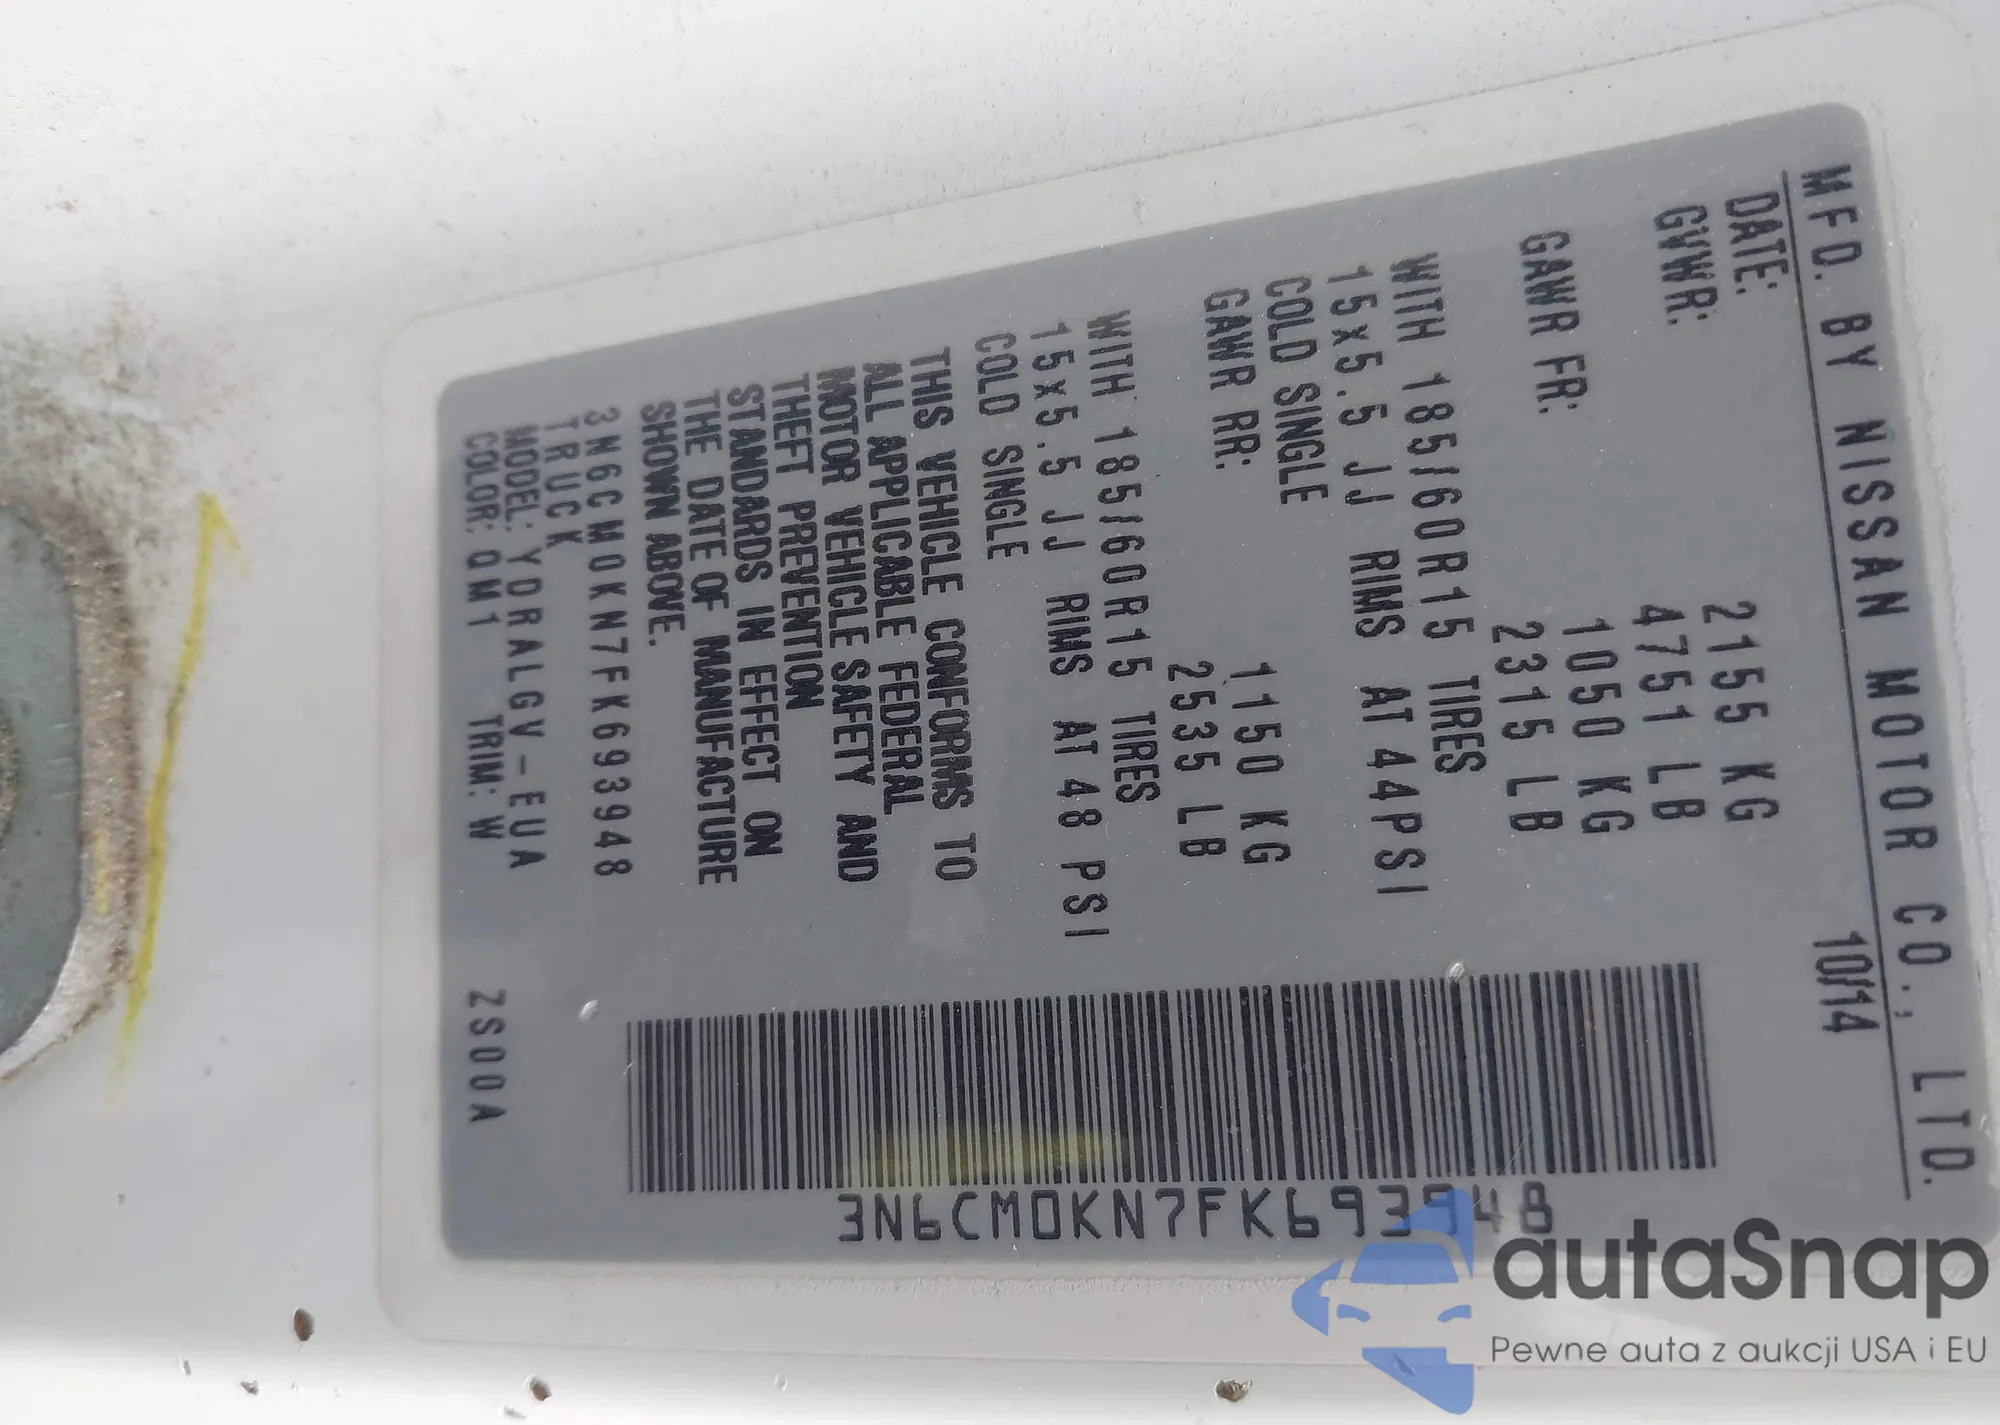 MFD. BY NISSAN MOTOR CO., LTD.
DATE: 10/14
GVWR: 2155 KG
4751 LB
GAWR FR: 1050 KG
2315 LB
WITH 185/60R15 TIRES
15x5.5 JJ RIMS AT 44PSI
COLD SINGLE
GAWR RR: 1150 KG
2535 LB
WITH 185/60R15 TIRES
15x5.5 JJ RIMS AT 48 PSI
COLD SINGLE
THIS VEHICLE CONFORMS TO
ALL APPLICABLE FEDERAL
MOTOR VEHICLE SAFETY AND
THEFT PREVENTION
STANDARDS IN EFFECT ON
THE DATE OF MANUFACTURE
SHOWN ABOVE.
3N6CM0KN7FK693948
TRUCK
MODEL: YDRALGV-EUA
COLOR: QM1 TRIM: W ZS00A
3N6CM0KN7FK693948
autaSnap
Pewne auta z aukcji USA i EU